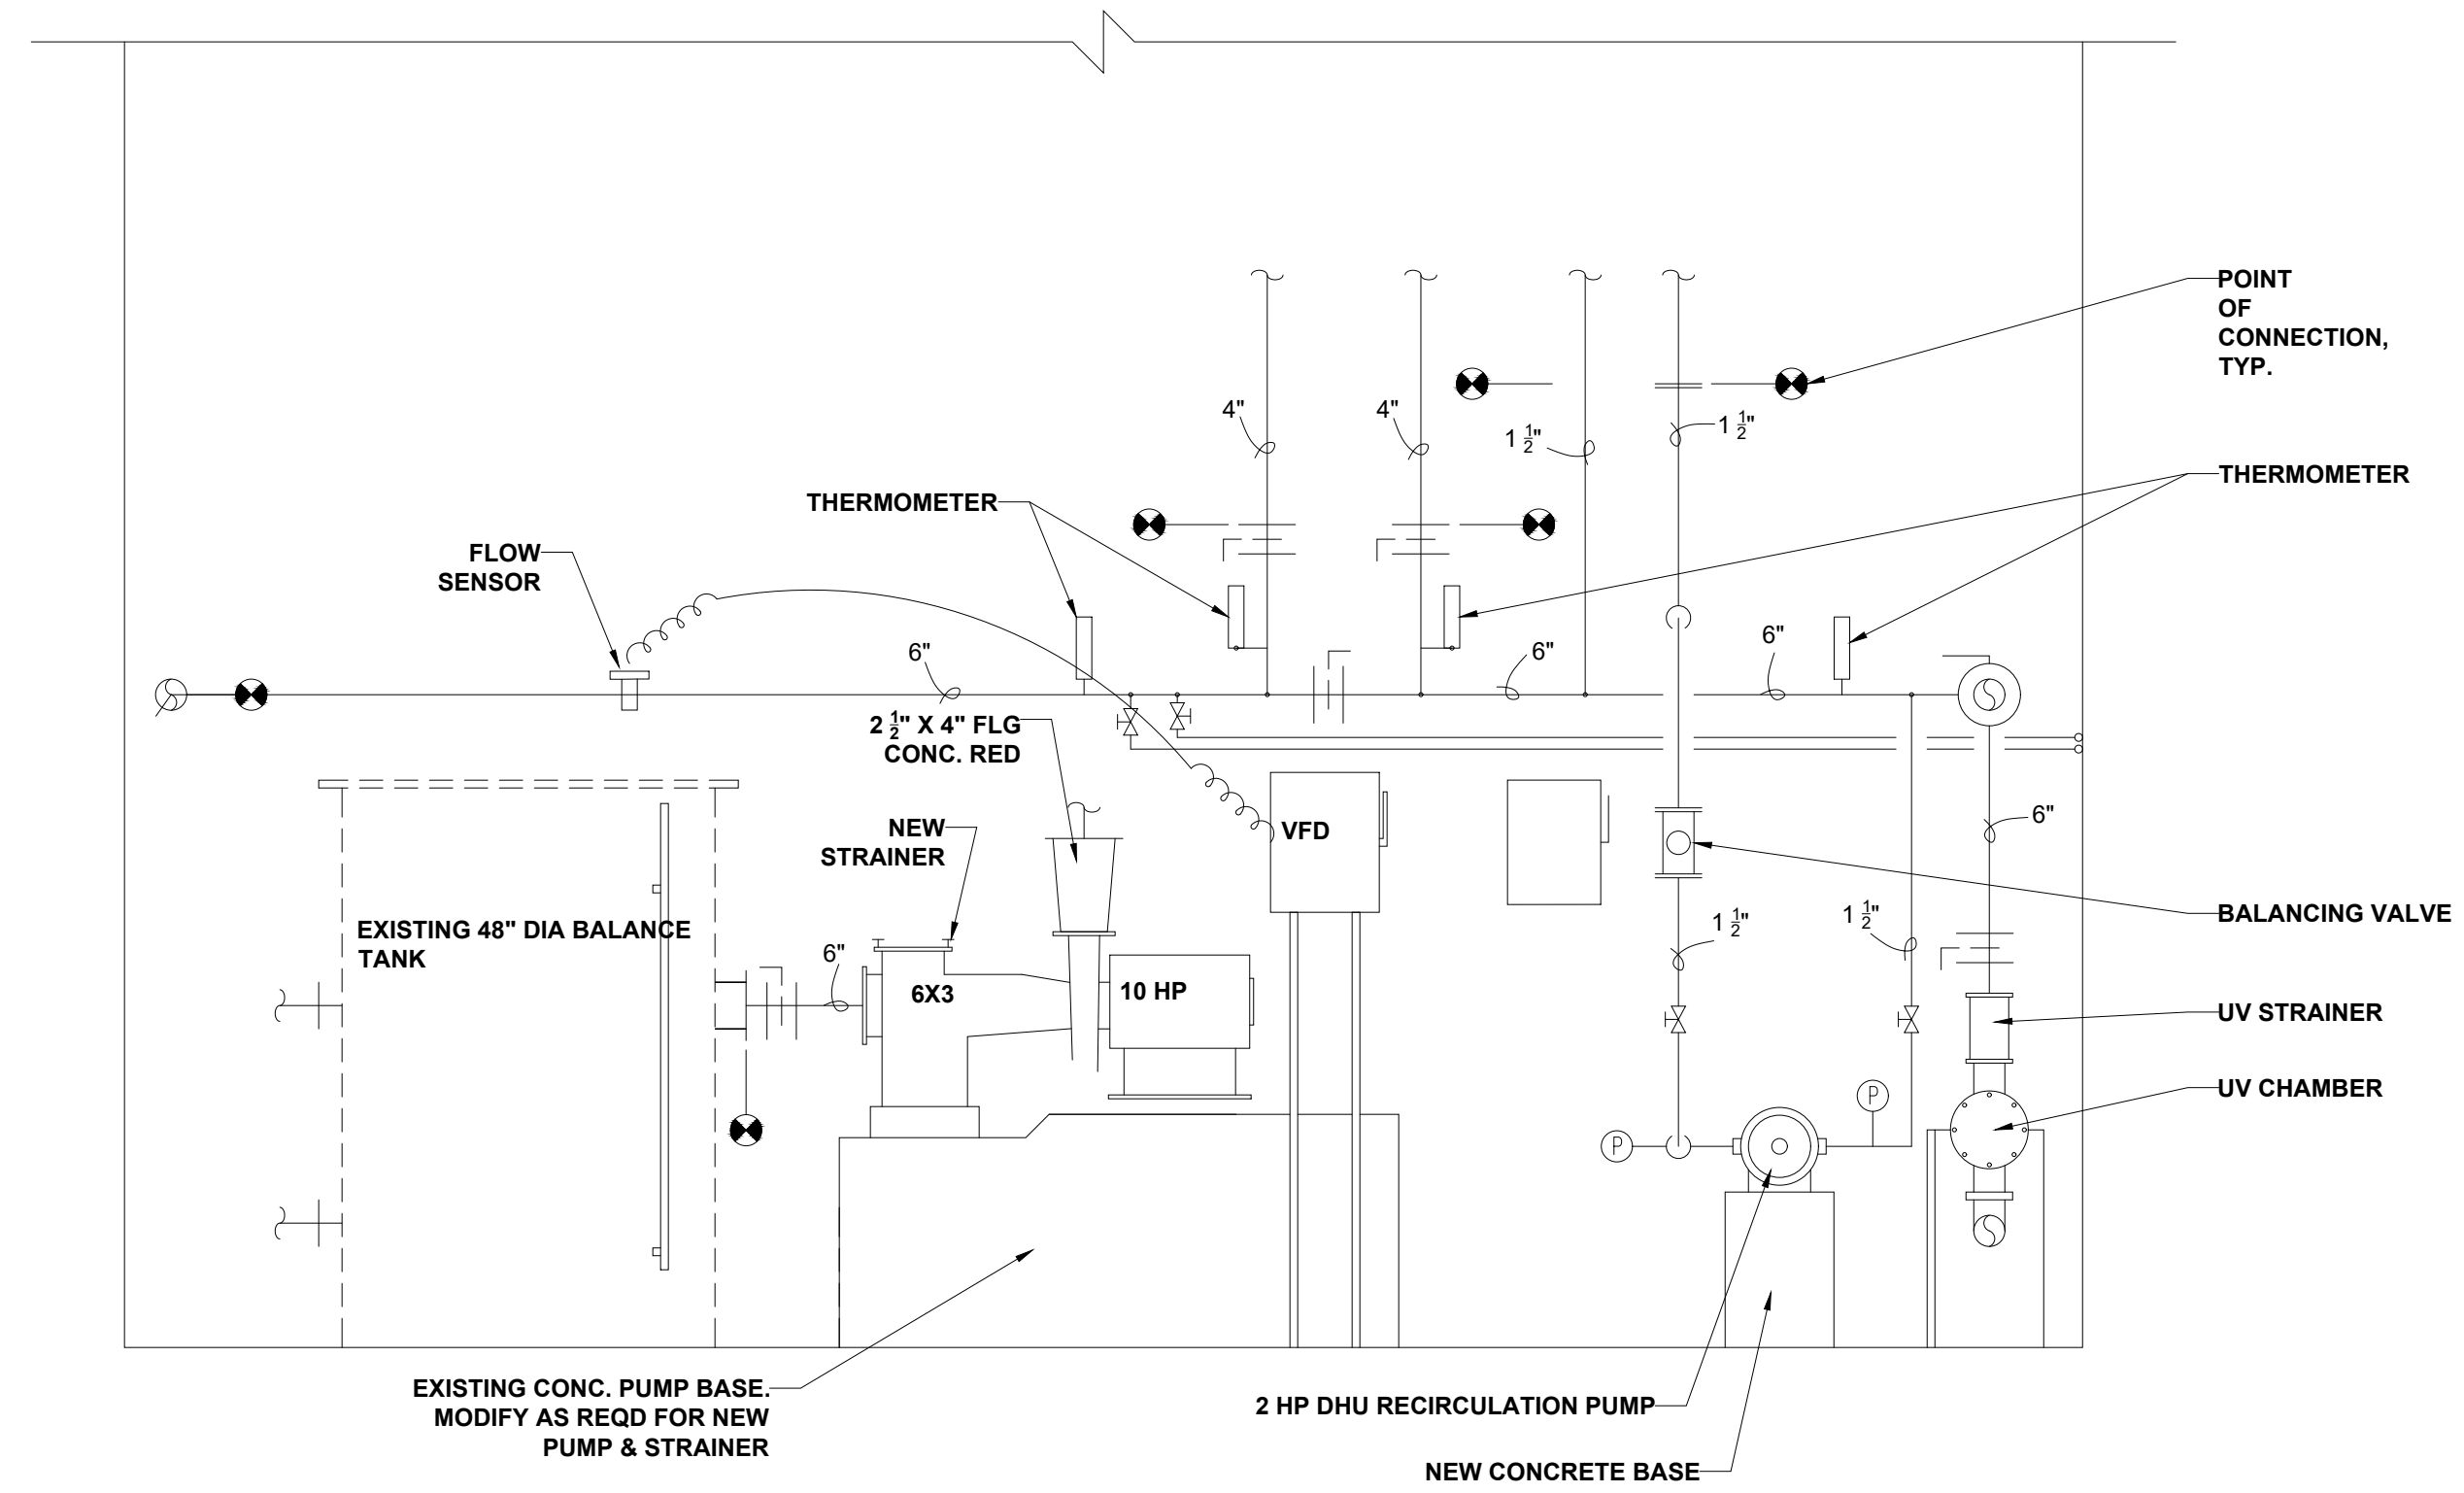 POINT
OF
CONNECTION,
TYP.
4"
4"
1 1/2"
1 1/2"
THERMOMETER
THERMOMETER
FLOW
SENSOR
6"
6"
6"
2 1/2" X 4" FLG
CONC. RED
NEW
STRAINER
VFD
6"
EXISTING 48" DIA BALANCE
TANK
6"
6X3
10 HP
1 1/2"
1 1/2"
BALANCING VALVE
UV STRAINER
UV CHAMBER
P
P
EXISTING CONC. PUMP BASE.
MODIFY AS REQD FOR NEW
PUMP & STRAINER
2 HP DHU RECIRCULATION PUMP
NEW CONCRETE BASE